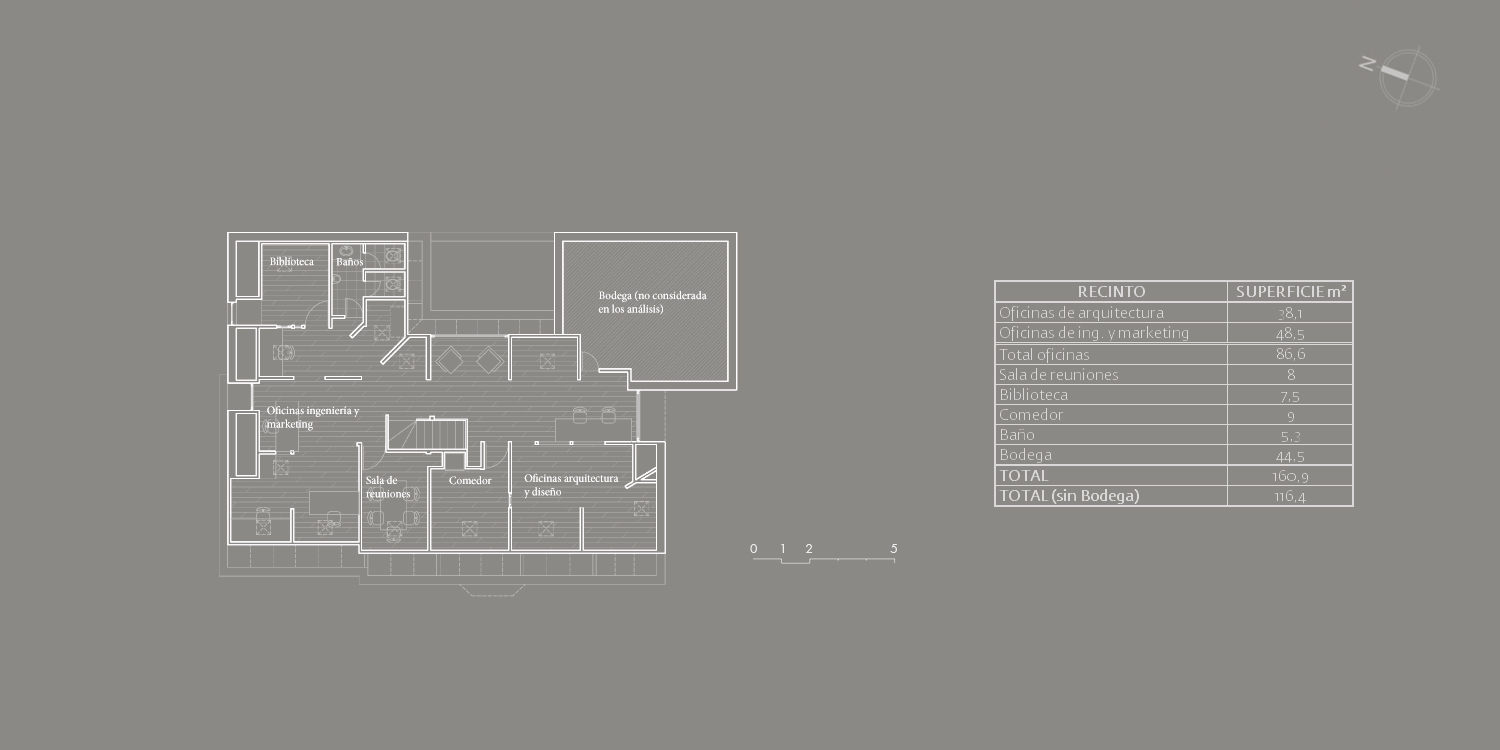 N
Biblioteca
Baños
Bodega (no considerada
en los análisis)
Oficinas ingeniería y
marketing
Sala de
reuniones
Comedor
Oficinas arquitectura
y diseño
0 1 2 5
RECINTO SUPERFICIE m²
Oficinas de arquitectura 38,1
Oficinas de ing. y marketing 48,5
Total oficinas 86,6
Sala de reuniones 8
Biblioteca 7,5
Comedor 9
Baño 5,3
Bodega 44,5
TOTAL 160,9
TOTAL (sin Bodega) 116,4